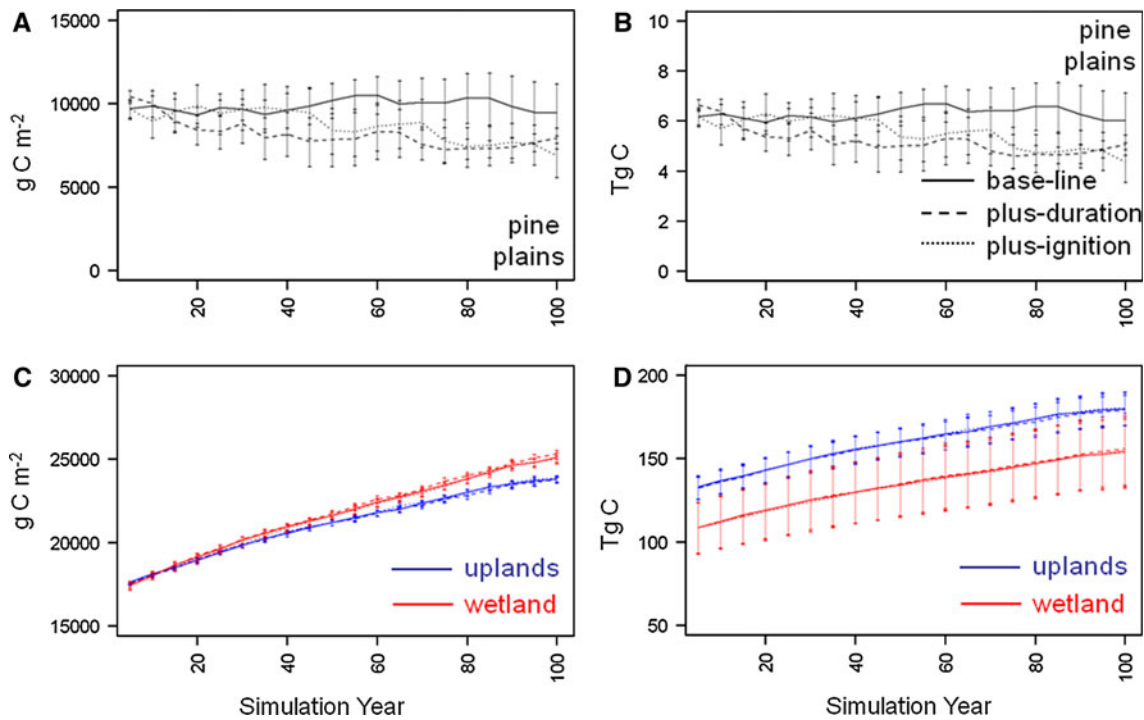 A
15000
10000
5000
0
g C m-2
pine
plains
20
40
60
80
100
B
10
8
6
4
2
0
Tg C
pine
plains
base-line
plus-duration
plus-ignition
20
40
60
80
100
C
30000
25000
20000
15000
g C m-2
uplands
wetland
20
40
60
80
100
Simulation Year
D
200
150
100
50
Tg C
uplands
wetland
20
40
60
80
100
Simulation Year